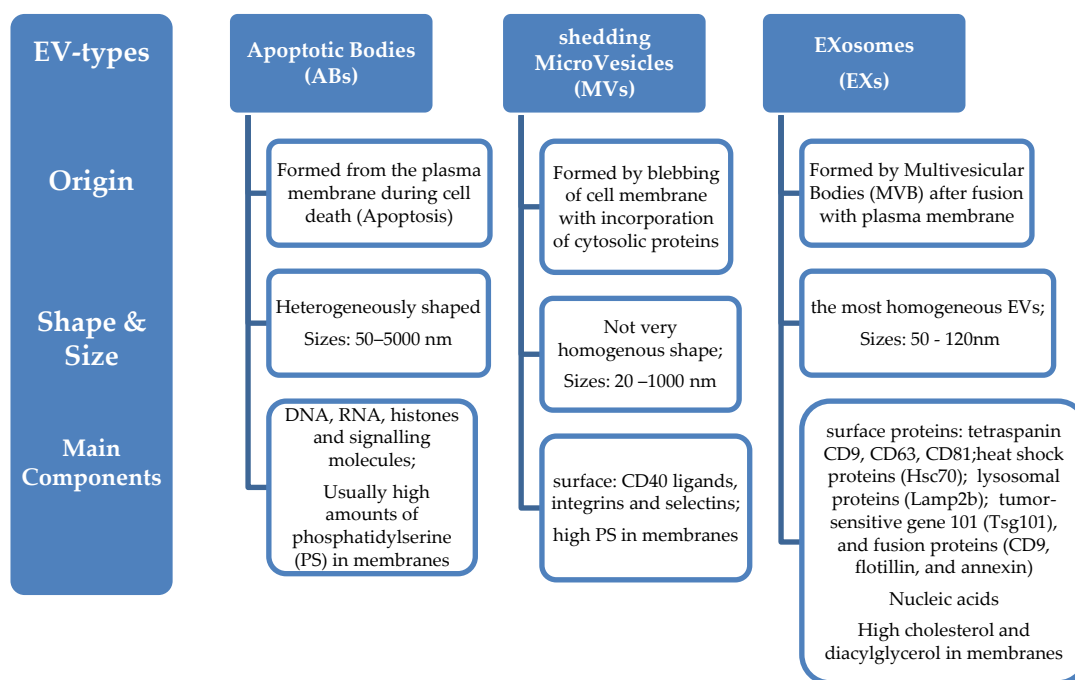 EV-types
Origin
Shape &
Size
Main
Components
Apoptotic Bodies
(ABs)
Formed from the plasma
membrane during cell
death (Apoptosis)
Heterogeneously shaped
Sizes: 50–5000 nm
DNA, RNA, histones
and signalling
molecules;
Usually high
amounts of
phosphatidylserine
(PS) in membranes
shedding
MicroVesicles
(MVs)
Formed by blebbing
of cell membrane
with incorporation
of cytosolic proteins
Not very
homogenous shape;
Sizes: 20 –1000 nm
surface: CD40 ligands,
integrins and selectins;
high PS in membranes
EXosomes
(EXs)
Formed by Multivesicular
Bodies (MVB) after fusion
with plasma membrane
the most homogeneous EVs;
Sizes: 50 - 120nm
surface proteins: tetraspanin
CD9, CD63, CD81;heat shock
proteins (Hsc70); lysosomal
proteins (Lamp2b); tumor-
sensitive gene 101 (Tsg101),
and fusion proteins (CD9,
flotillin, and annexin)
Nucleic acids
High cholesterol and
diacylglycerol in membranes